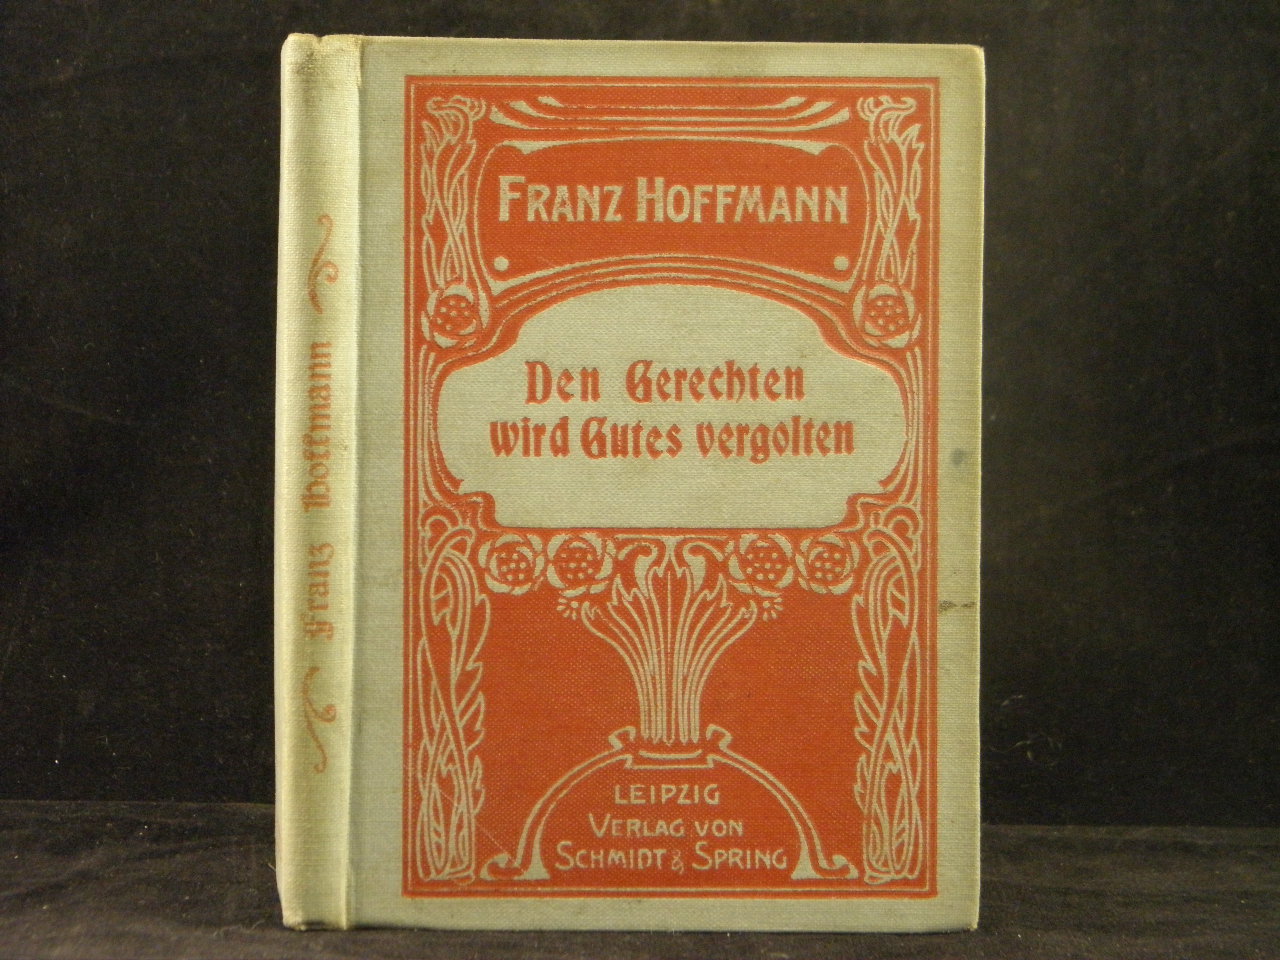 Franz Hoffmann
FRANZ HOFFMANN
Den Gerechten
wird Gutes vergolten
LEIPZIG
VERLAG VON
SCHMIDT & SPRING